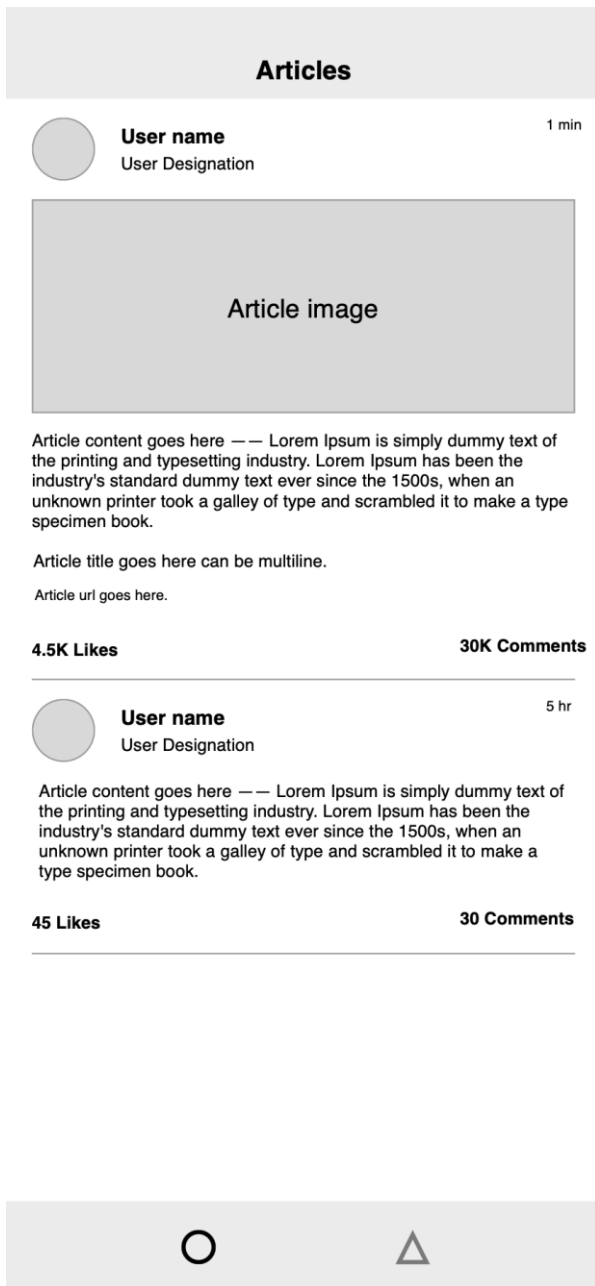 Articles
User name
1 min
User Designation
Article image
Article content goes here —— Lorem Ipsum is simply dummy text of
the printing and typesetting industry. Lorem Ipsum has been the
industry's standard dummy text ever since the 1500s, when an
unknown printer took a galley of type and scrambled it to make a type
specimen book.
Article title goes here can be multiline.
Article url goes here.
4.5K Likes
30K Comments
User name
5 hr
User Designation
Article content goes here —— Lorem Ipsum is simply dummy text of
the printing and typesetting industry. Lorem Ipsum has been the
industry's standard dummy text ever since the 1500s, when an
unknown printer took a galley of type and scrambled it to make a
type specimen book.
45 Likes
30 Comments